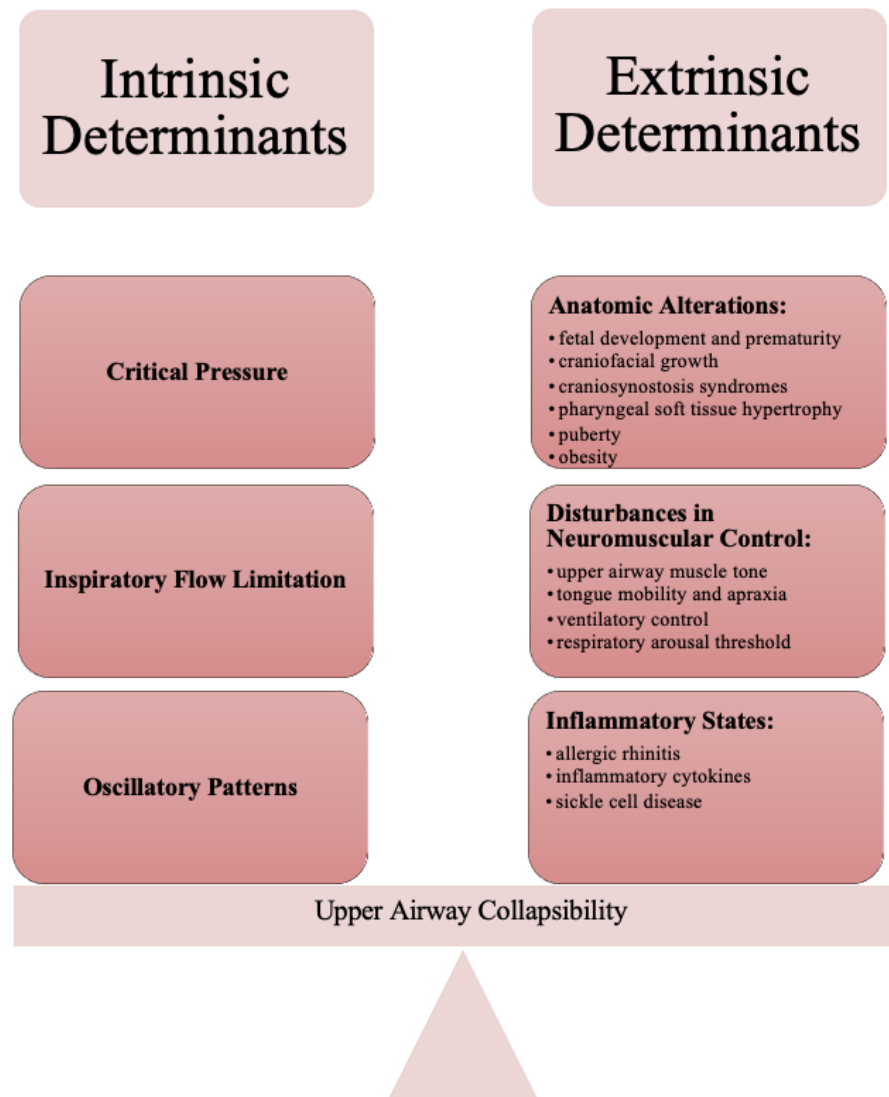 Intrinsic
Determinants
Extrinsic
Determinants
Critical Pressure
Anatomic Alterations:
• fetal development and prematurity
• craniofacial growth
• craniosynostosis syndromes
• pharyngeal soft tissue hypertrophy
• puberty
• obesity
Inspiratory Flow Limitation
Disturbances in
Neuromuscular Control:
• upper airway muscle tone
• tongue mobility and apraxia
• ventilatory control
• respiratory arousal threshold
Oscillatory Patterns
Inflammatory States:
• allergic rhinitis
• inflammatory cytokines
• sickle cell disease
Upper Airway Collapsibility